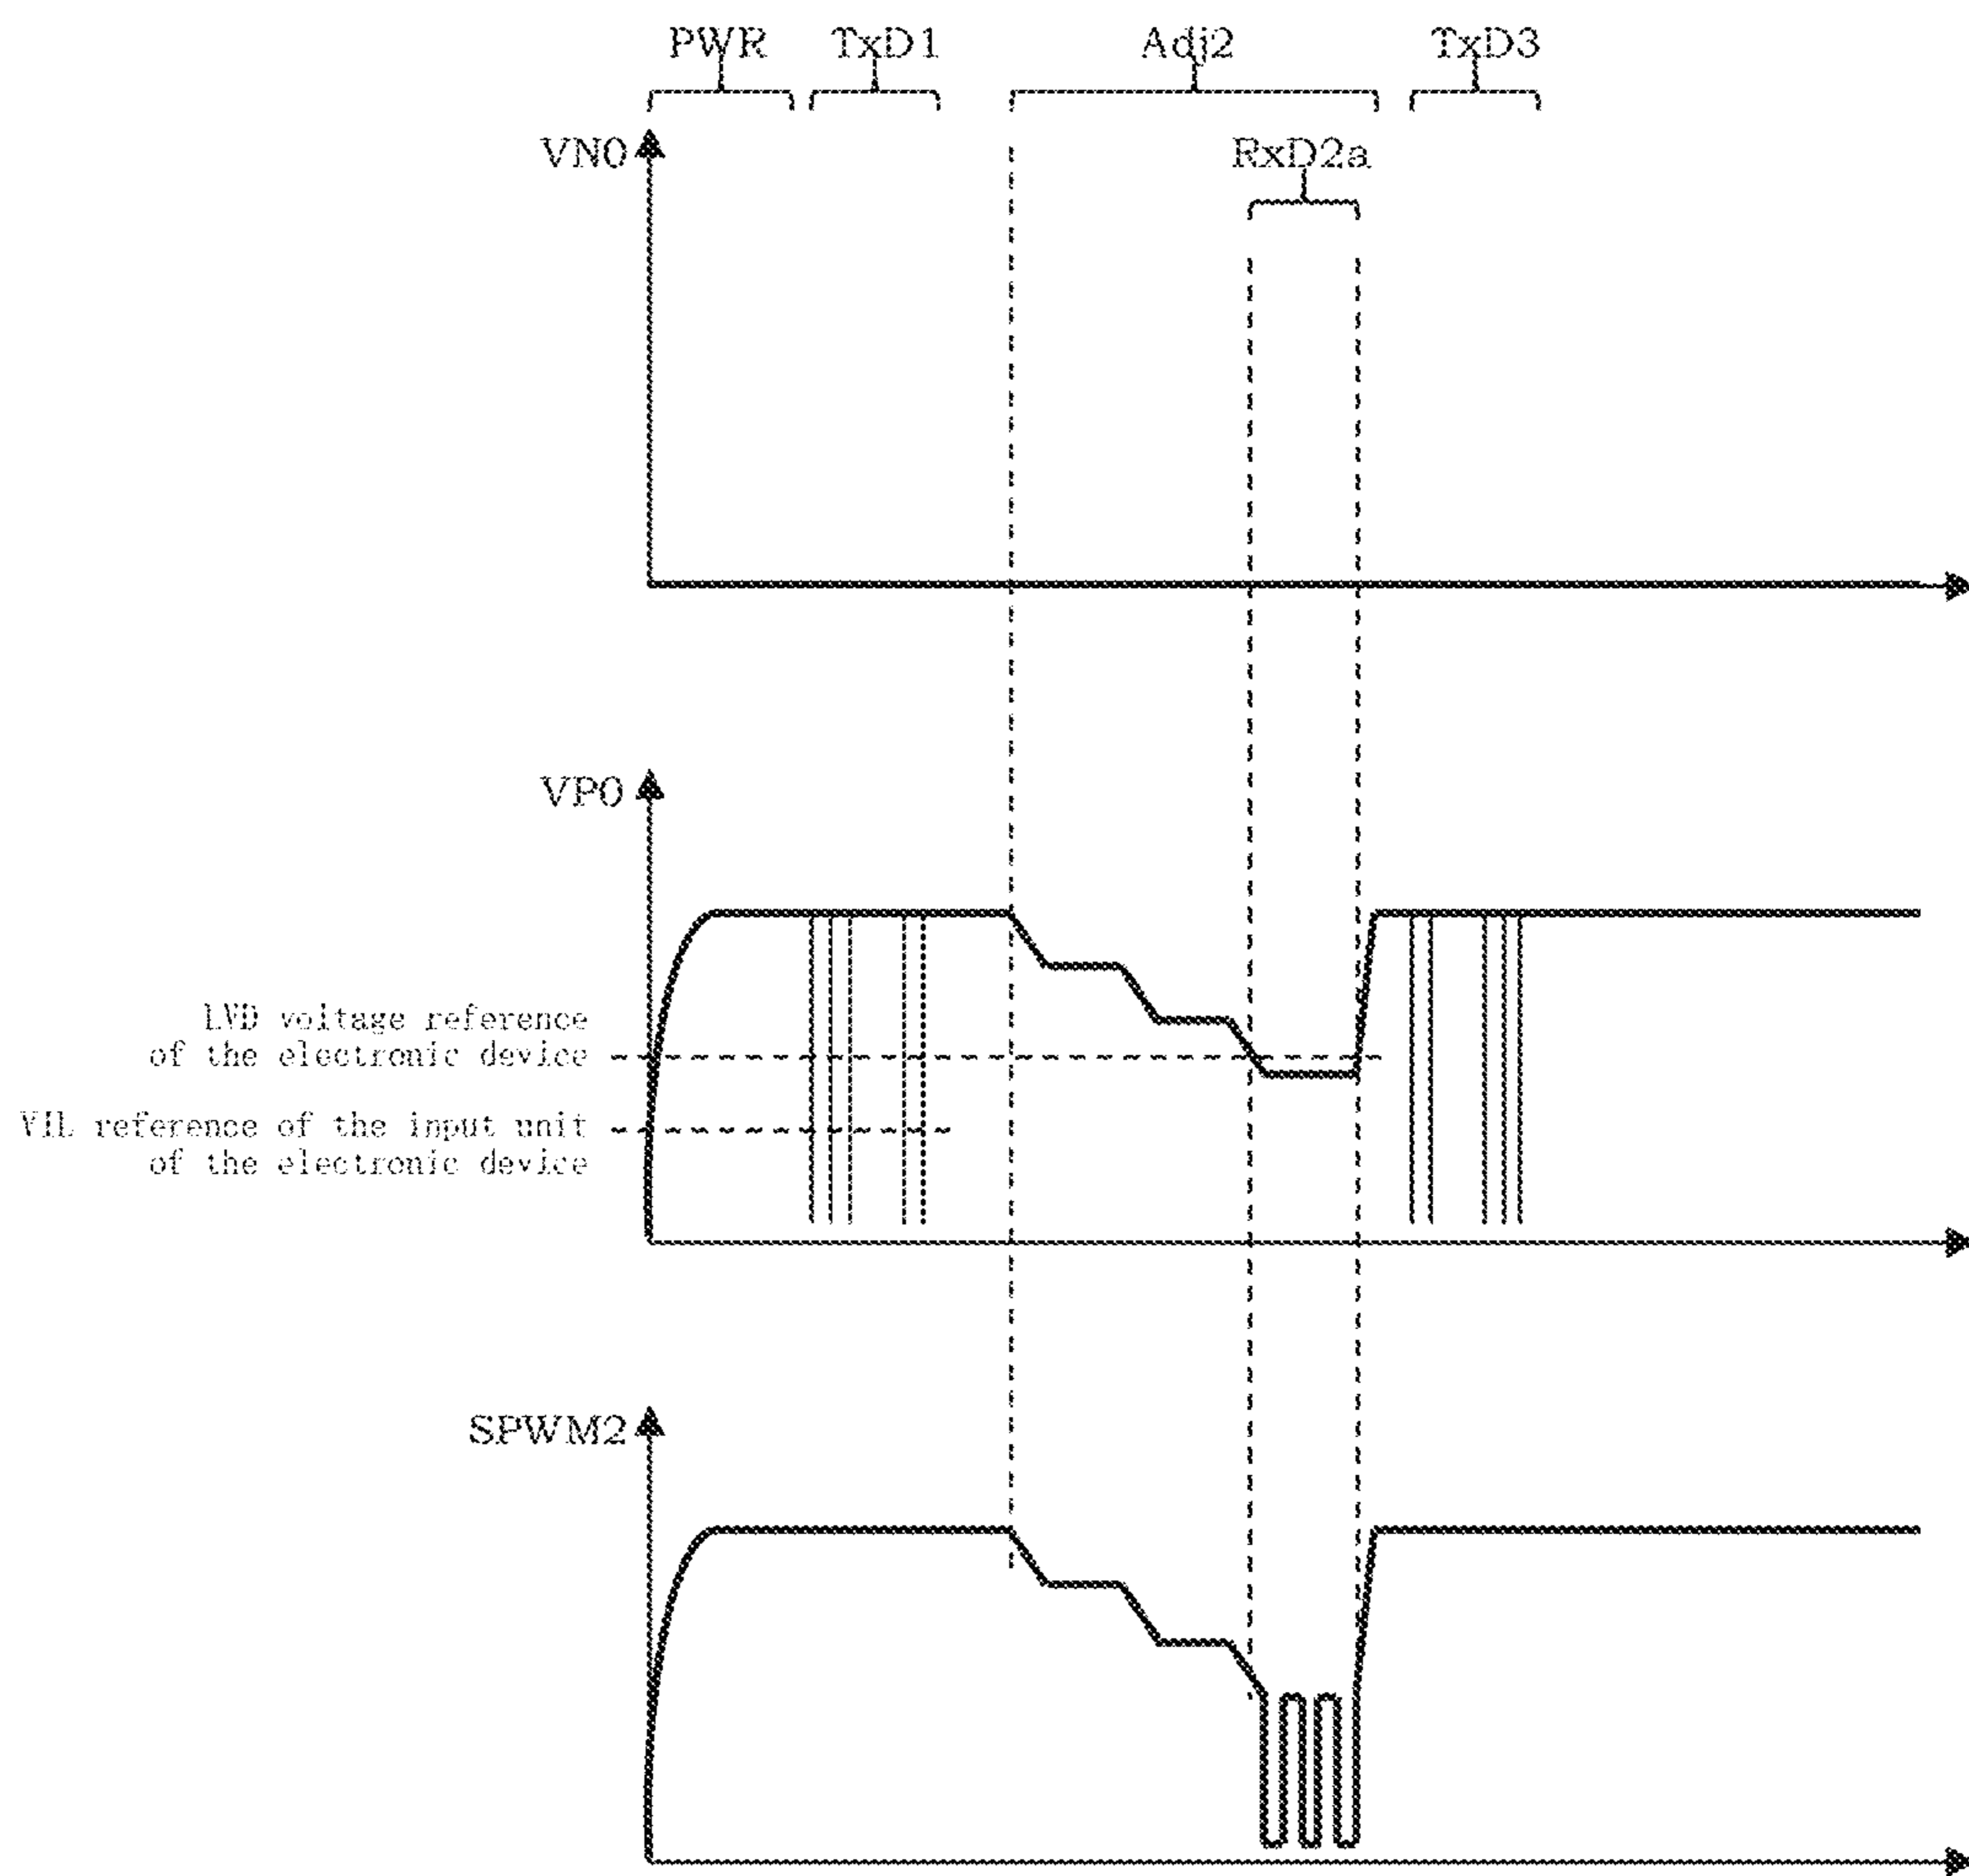 PWR TxD1 Adj2 TxD3
VN0
RxD2a
VP0
LVD voltage reference
of the electronic device
VIL reference of the input unit
of the electronic device
SPWM2